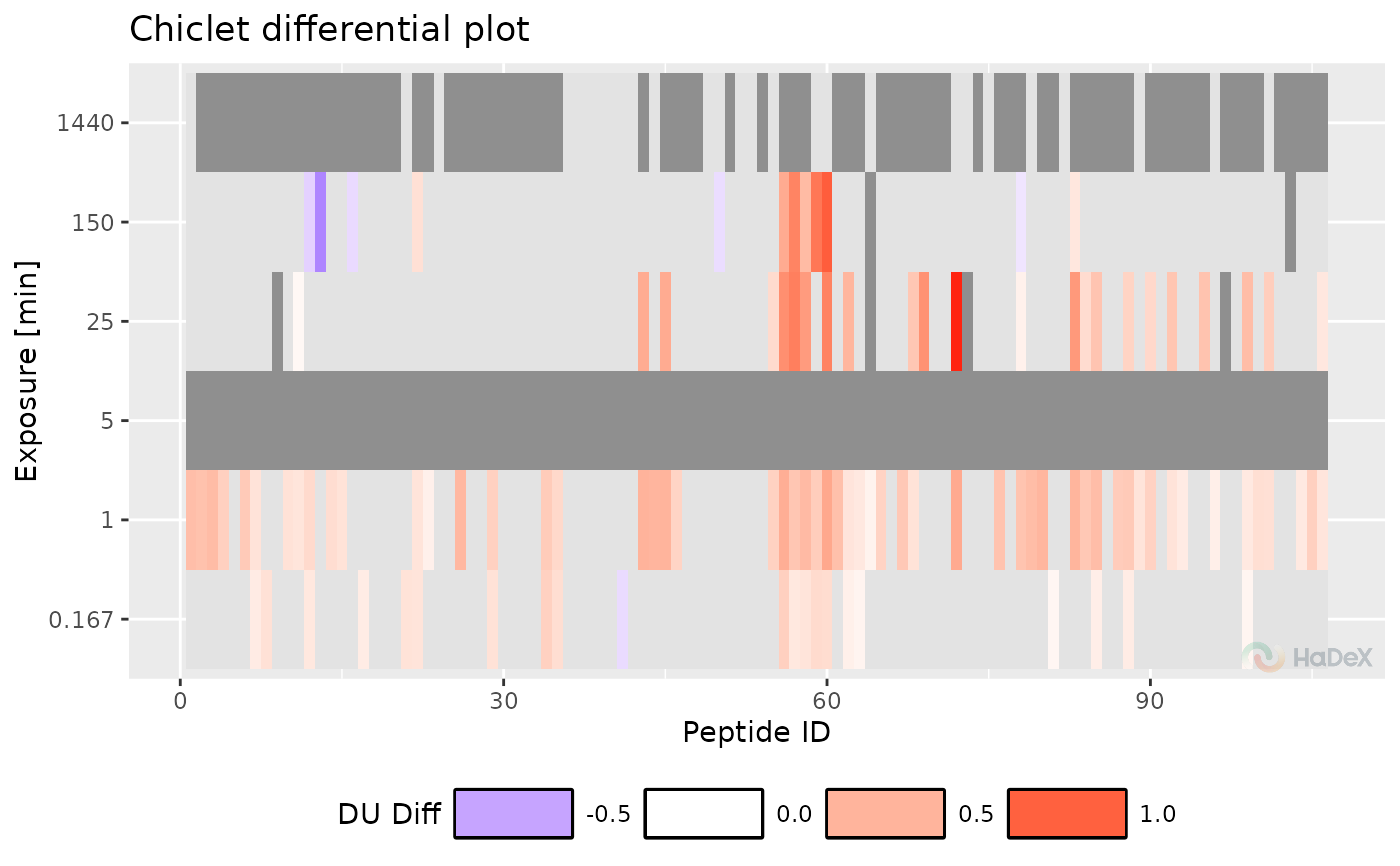 Chiclet differential plot
Exposure [min]
1440
150
25
5
1
0.167
HaDeX
0 30 60 90
Peptide ID
DU Diff -0.5 0.0 0.5 1.0